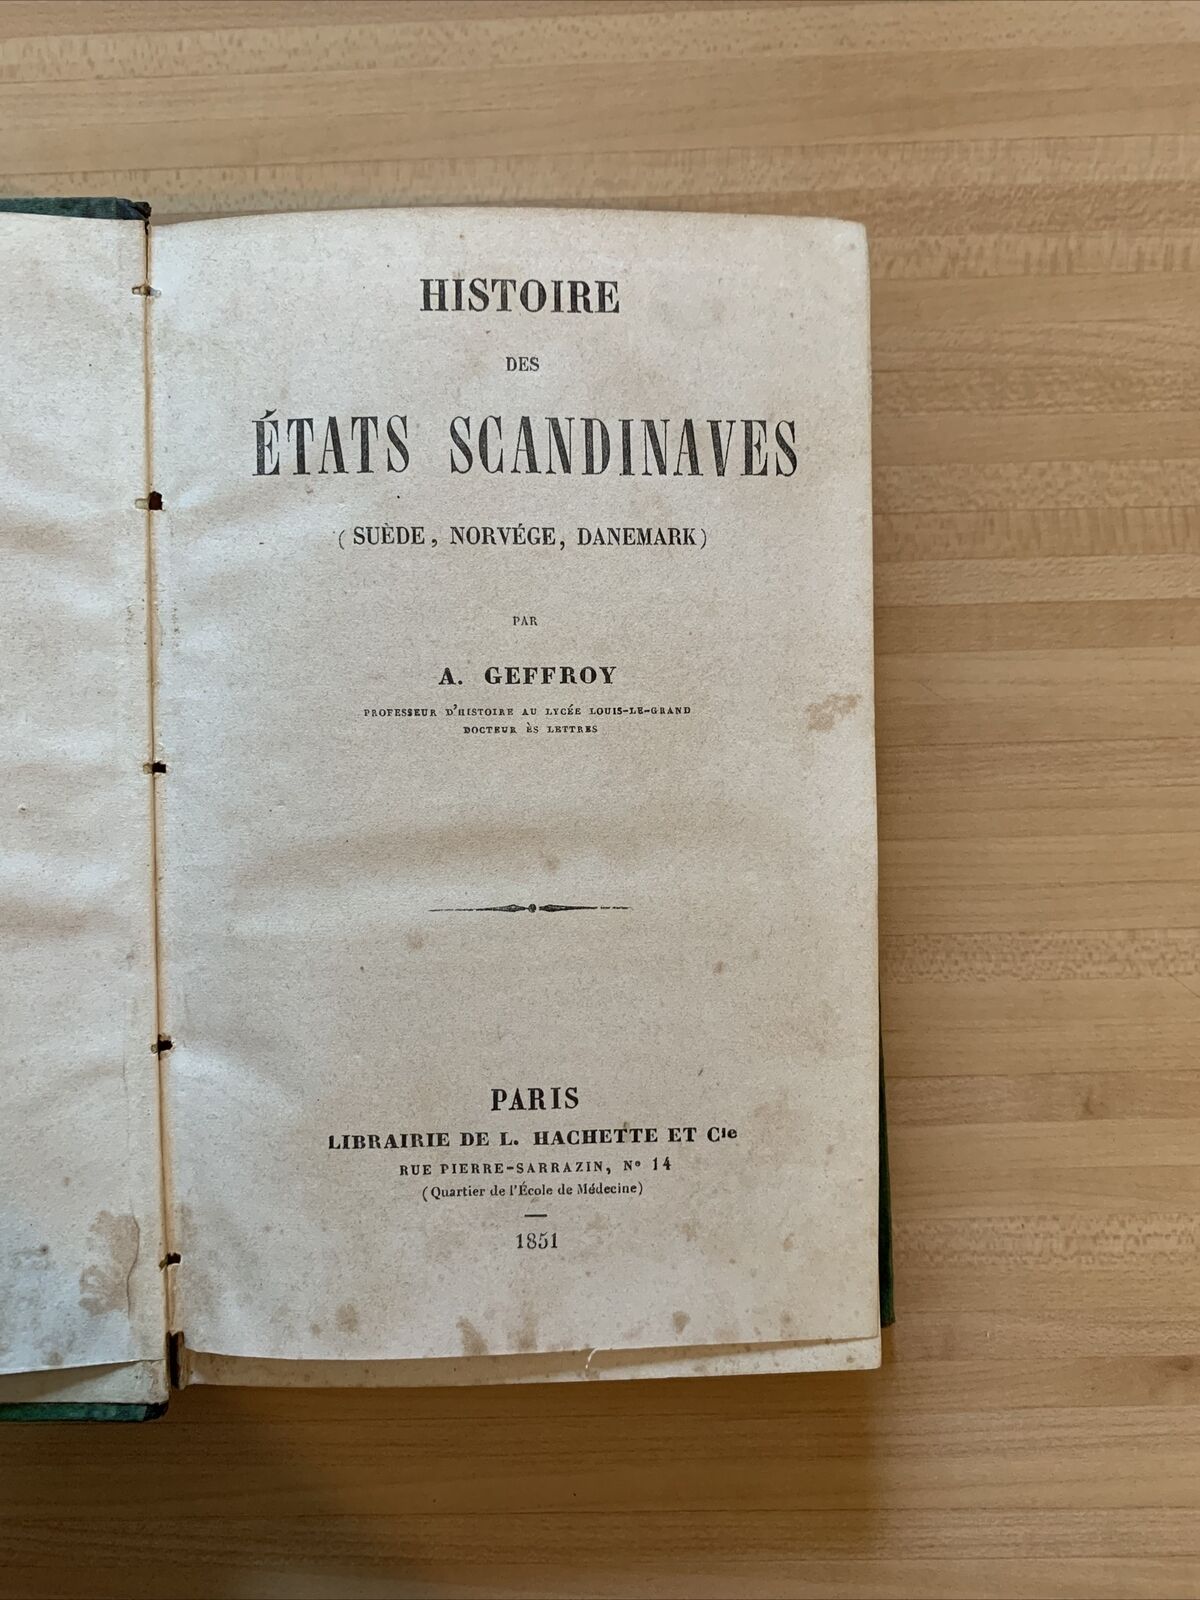 HISTOIRE
DES
ÉTATS SCANDINAVES
(SUÈDE, NORVÉGE, DANEMARK)
PAR
A. GEFFROY
PROFESSEUR D'HISTOIRE AU LYCÉE LOUIS-LE-GRAND
DOCTEUR ÈS LETTRES
PARIS
LIBRAIRIE DE L. HACHETTE ET Cie
RUE PIERRE-SARRAZIN, No 14
(Quartier de l'École de Médecine)
1851